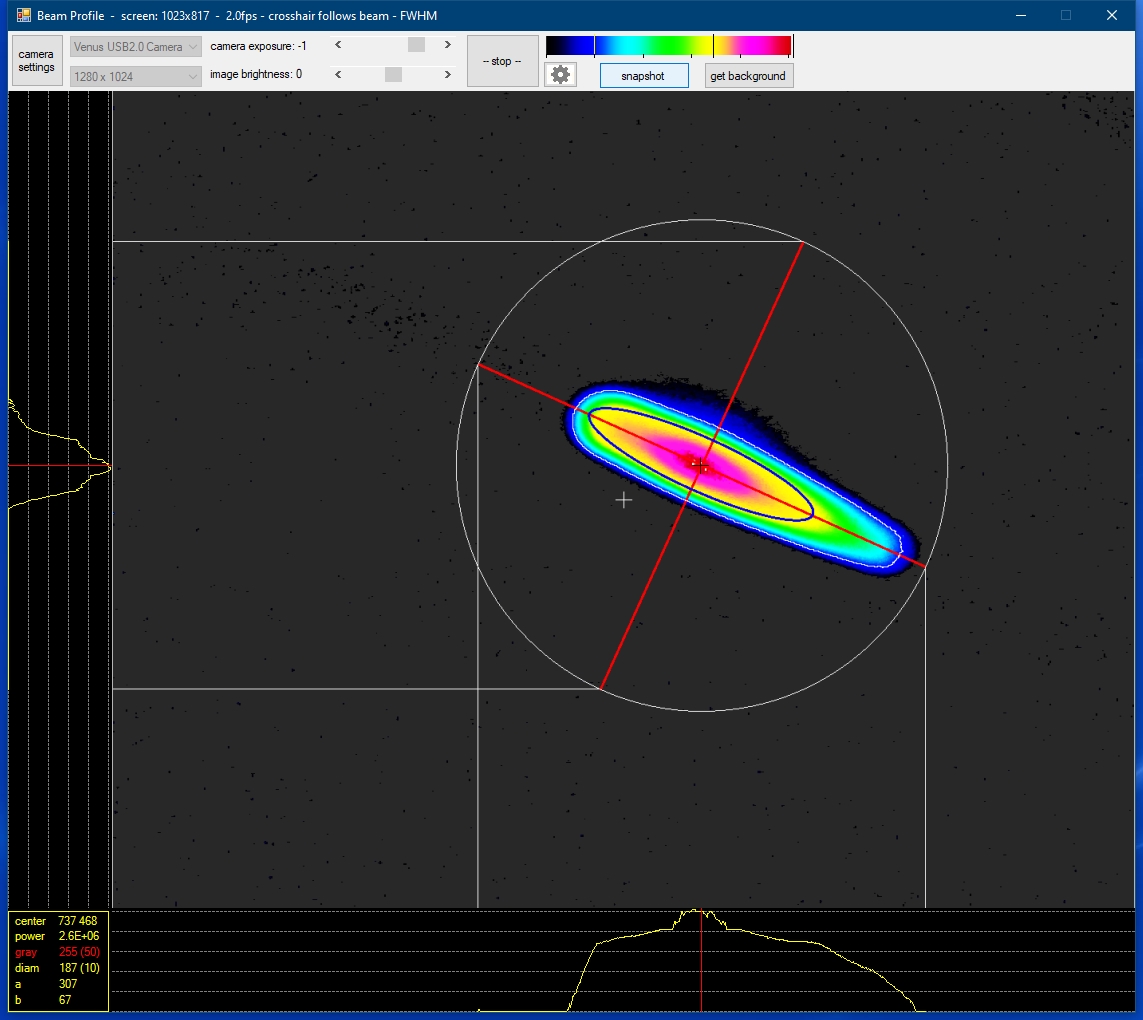 Beam Profile - screen: 1023x817 - 2.0fps - crosshair follows beam - FWHM
camera settings
Venus USB2.0 Camera
1280 x 1024
camera exposure: -1
image brightness: 0
-- stop --
snapshot
get background
center 737 468
power 2.6E+06
gray 255 (50)
diam 187 (10)
a 307
b 67